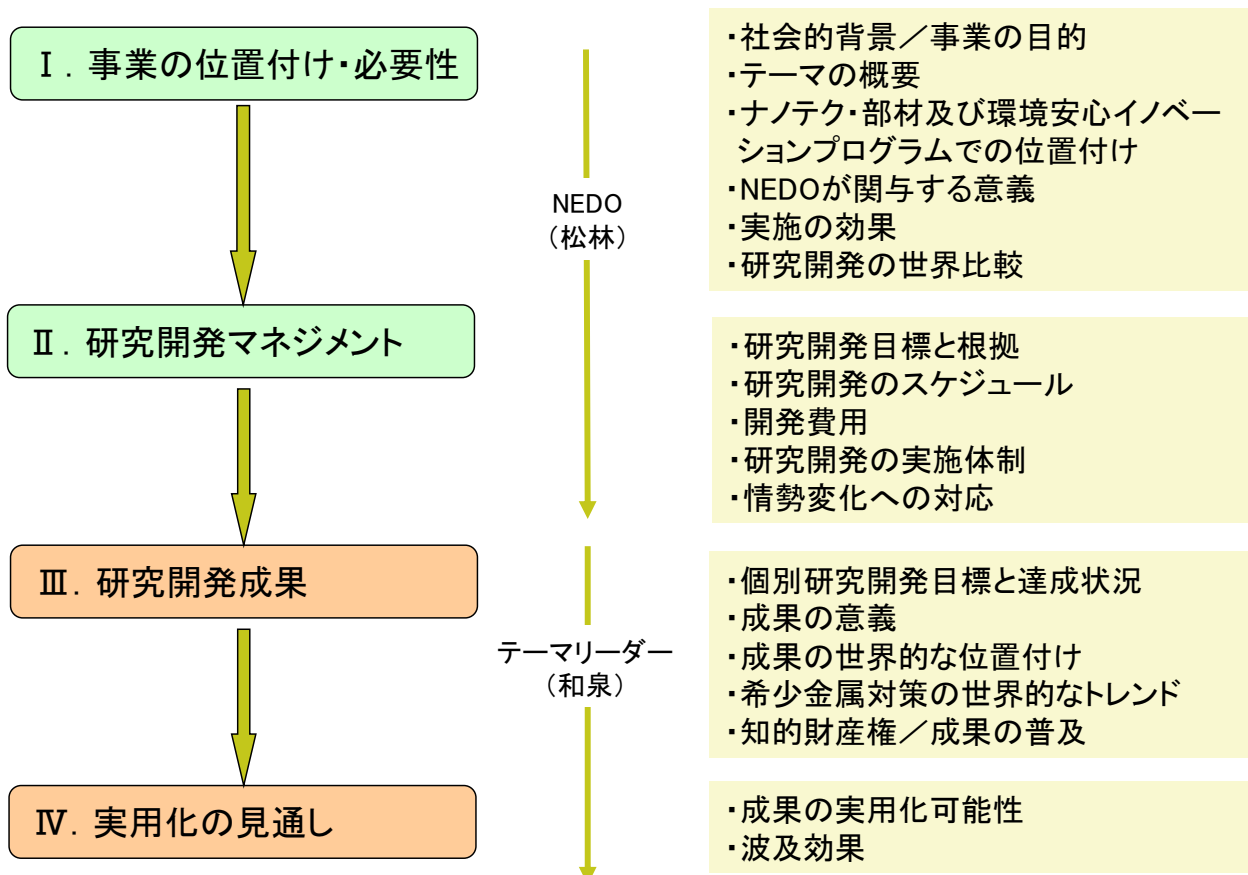 Ⅰ．事業の位置付け・必要性
・社会的背景／事業の目的
・テーマの概要
・ナノテク・部材及び環境安心イノベー
ションプログラムでの位置付け
・NEDOが関与する意義
・実施の効果
・研究開発の世界比較
NEDO
（松林）
Ⅱ．研究開発マネジメント
・研究開発目標と根拠
・研究開発のスケジュール
・開発費用
・研究開発の実施体制
・情勢変化への対応
Ⅲ．研究開発成果
・個別研究開発目標と達成状況
・成果の意義
・成果の世界的な位置付け
・希少金属対策の世界的なトレンド
・知的財産権／成果の普及
テーマリーダー
（和泉）
Ⅳ．実用化の見通し
・成果の実用化可能性
・波及効果